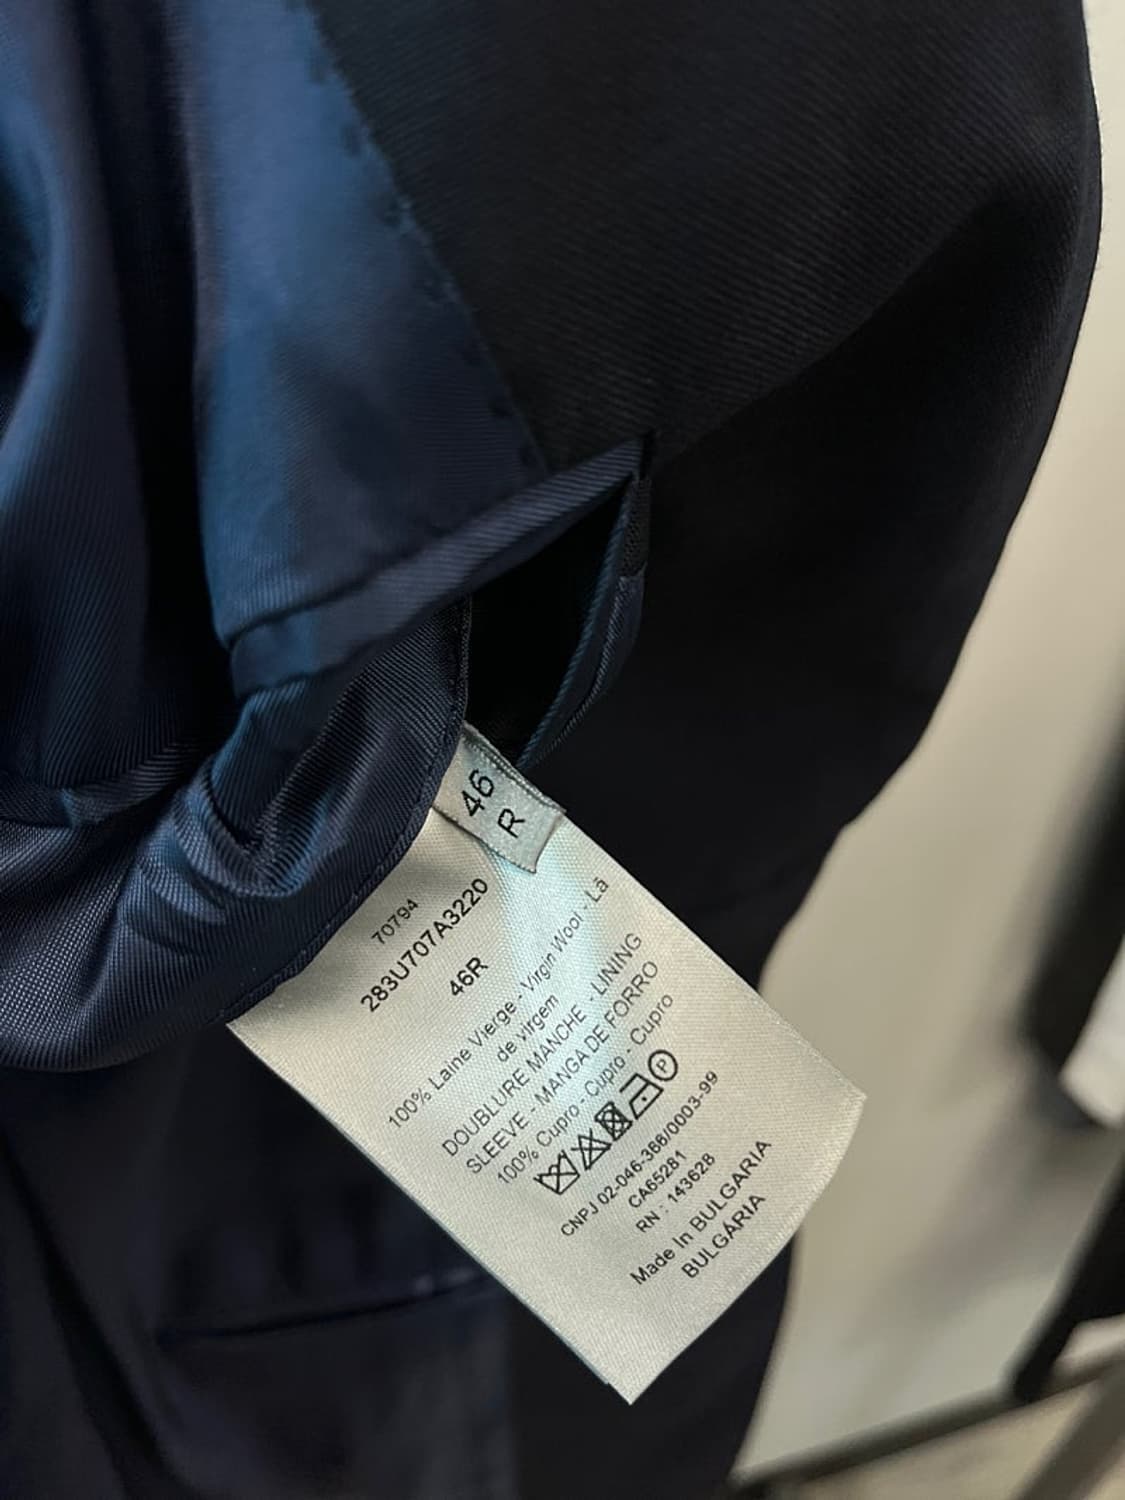 46
R
70794
283U707A3220
46R
100% Laine Vierge - Virgin Wool - Lã
de virgem
DOUBLURE MANCHE - LINING
SLEEVE - MANGA DE FORRO
100% Cupro - Cupro - Cupro
P
CNPJ 02-046-366/0003-99
CA65281
RN : 143628
Made In BULGARIA
BULGÁRIA